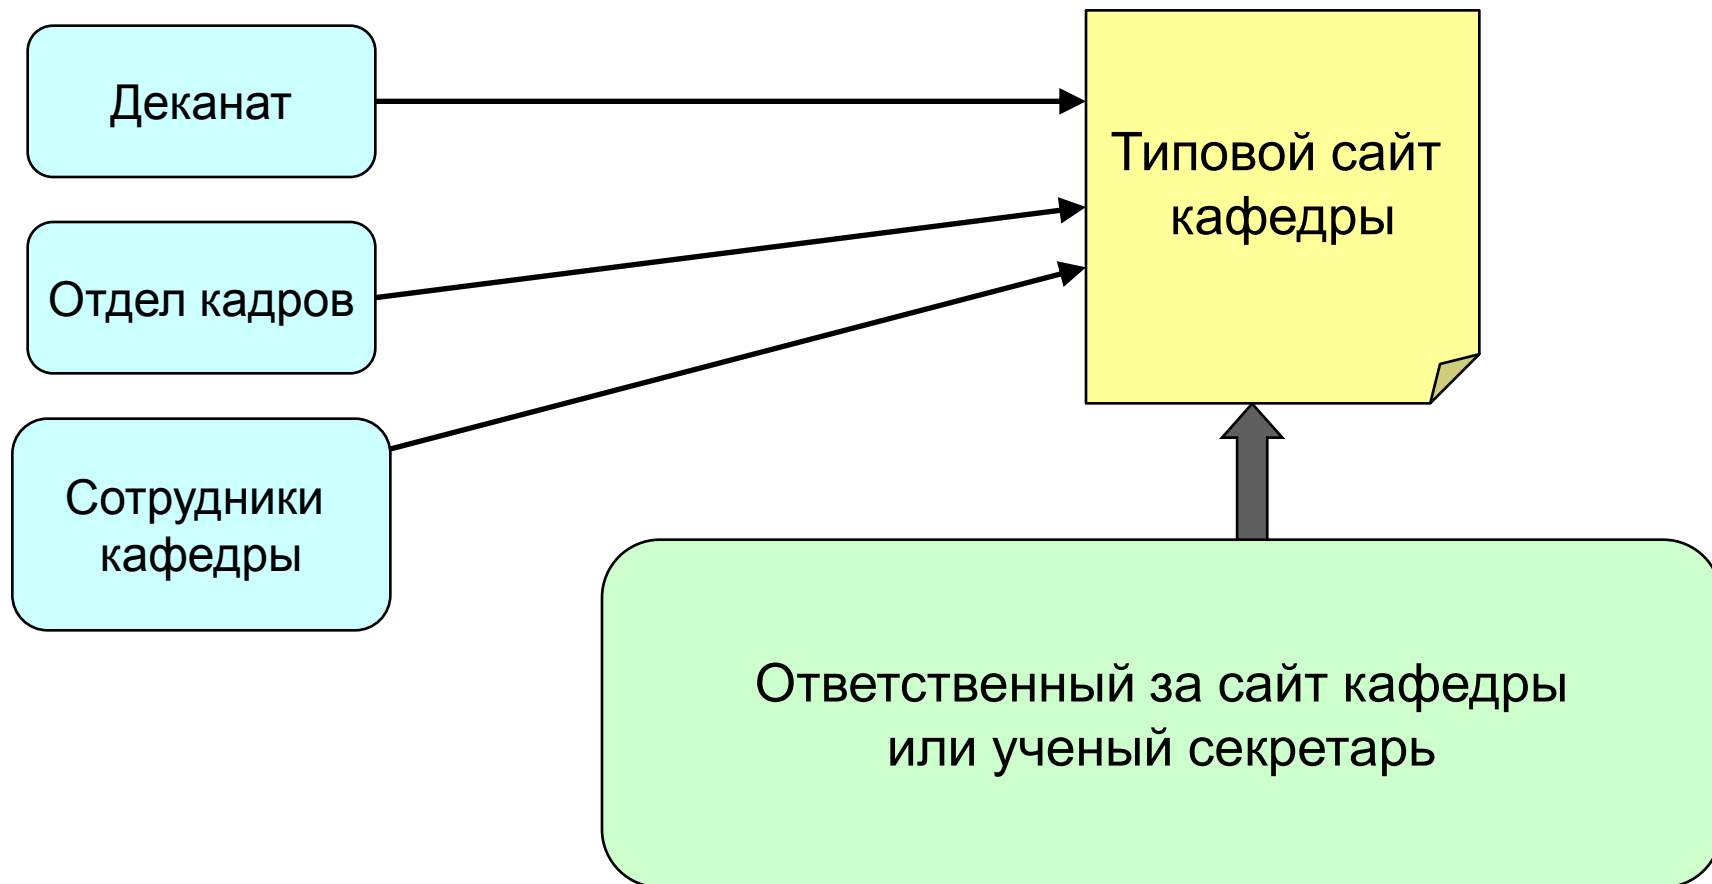 Деканат
Типовой сайт
кафедры
Отдел кадров
Сотрудники
кафедры
Ответственный за сайт кафедры
или ученый секретарь